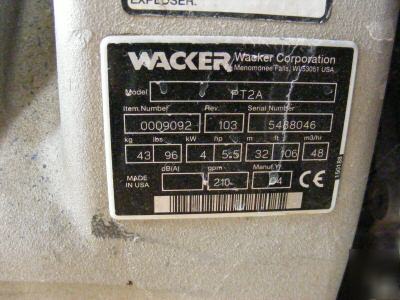 EXPLOSER.
WACKER Wacker Corporation
Menomonee Falls, WI 53051 USA
Model PT2A
Item.Number Rev. Serial Number
0009092 103 5488046
kg lbs kW hp m ft m3/hr
43 96 4 5.5 32 106 48
MADE IN USA
dB(A) ppm Manuf.Yr.
210 04
CE